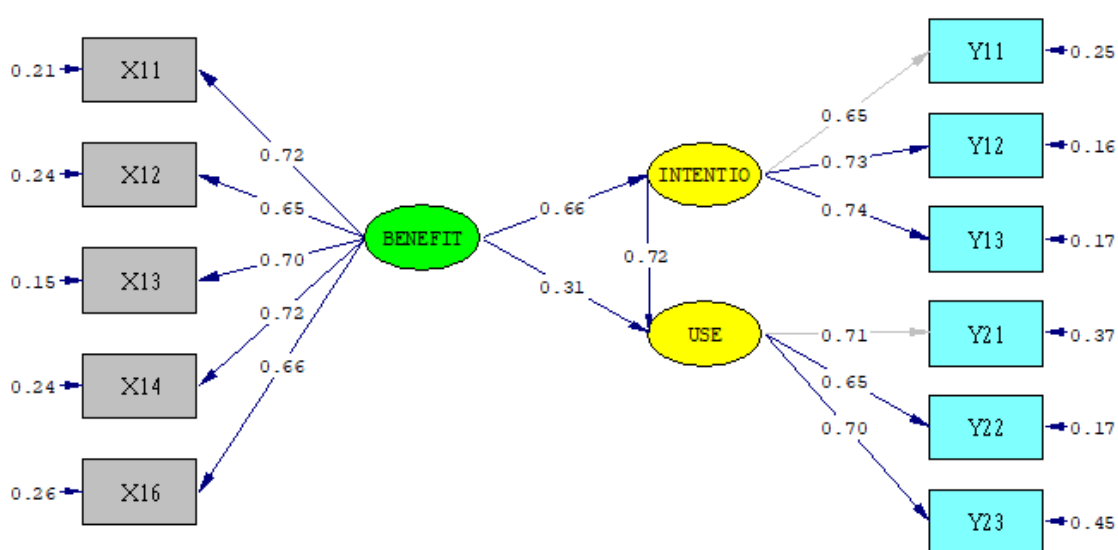 0.21
X11
0.24
X12
0.15
X13
0.24
X14
0.26
X16
0.72
0.65
0.70
0.72
0.66
BENEFIT
0.66
0.31
INTENTIO
0.72
USE
0.65
0.73
0.74
0.71
0.65
0.70
Y11
0.25
Y12
0.16
Y13
0.17
Y21
0.37
Y22
0.17
Y23
0.45